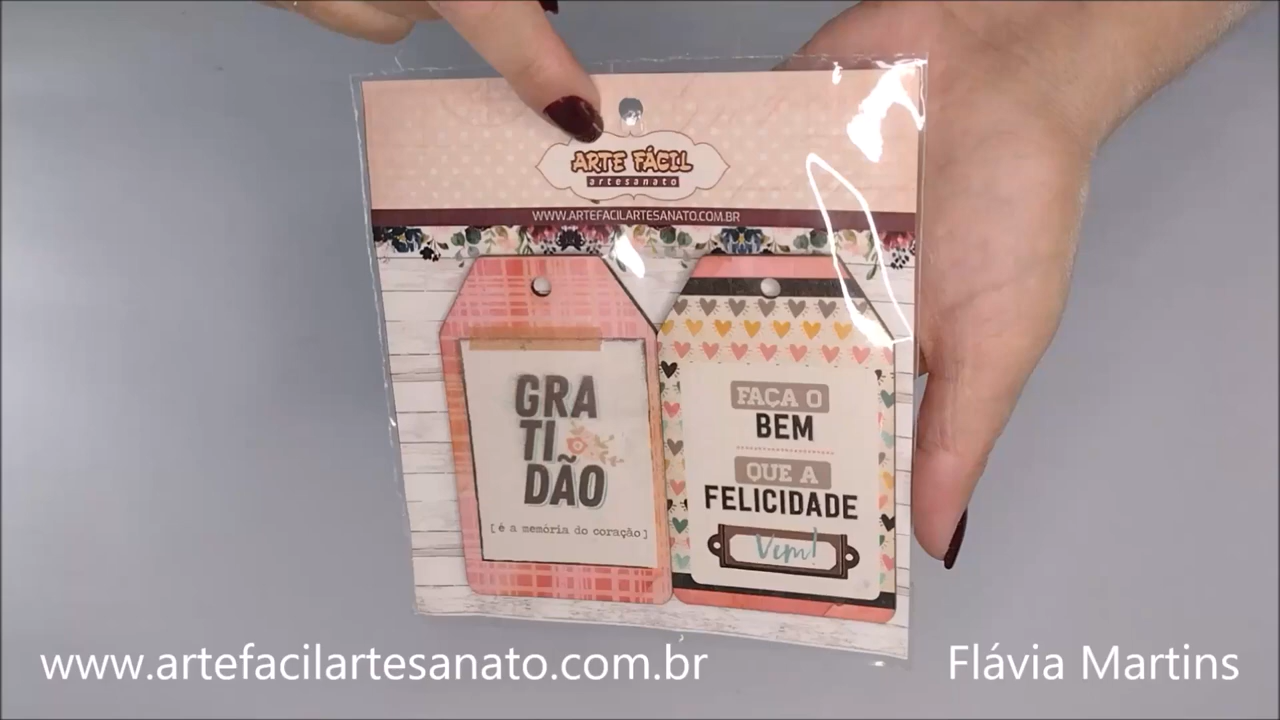 ARTE FÁCIL
artesanato
WWW.ARTEFACILARTESANATO.COM.BR
GRA
TI
DÃO
[ é a memória do coração ]
FAÇA O
BEM
QUE A
FELICIDADE
Vem!
www.artefacilartesanato.com.br
Flávia Martins